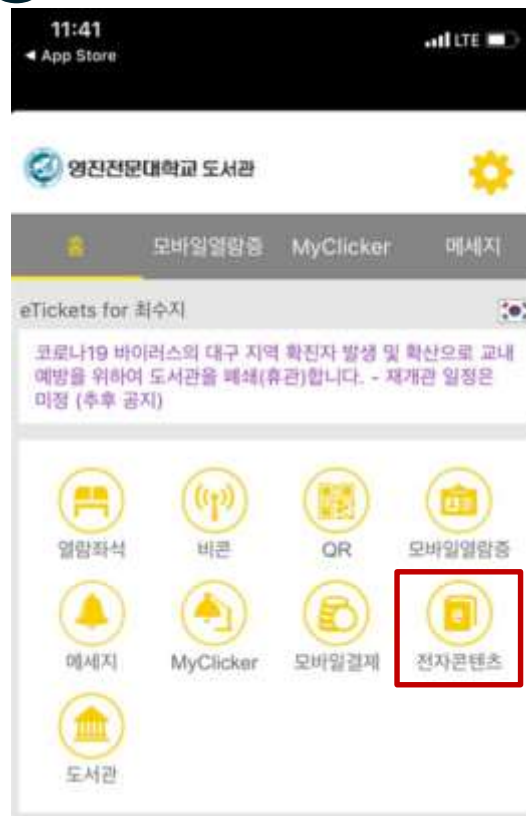 11:41
LTE
◀ App Store
영진전문대학교 도서관
홈 모바일열람증 MyClicker 메세지
eTickets for 최수지
코로나19 바이러스의 대구 지역 확진자 발생 및 확산으로 교내
예방을 위하여 도서관을 폐쇄(휴관)합니다. - 재개관 일정은
미정 (추후 공지)
열람좌석 비콘 QR 모바일열람증
메세지 MyClicker 모바일결제 전자콘텐츠
도서관